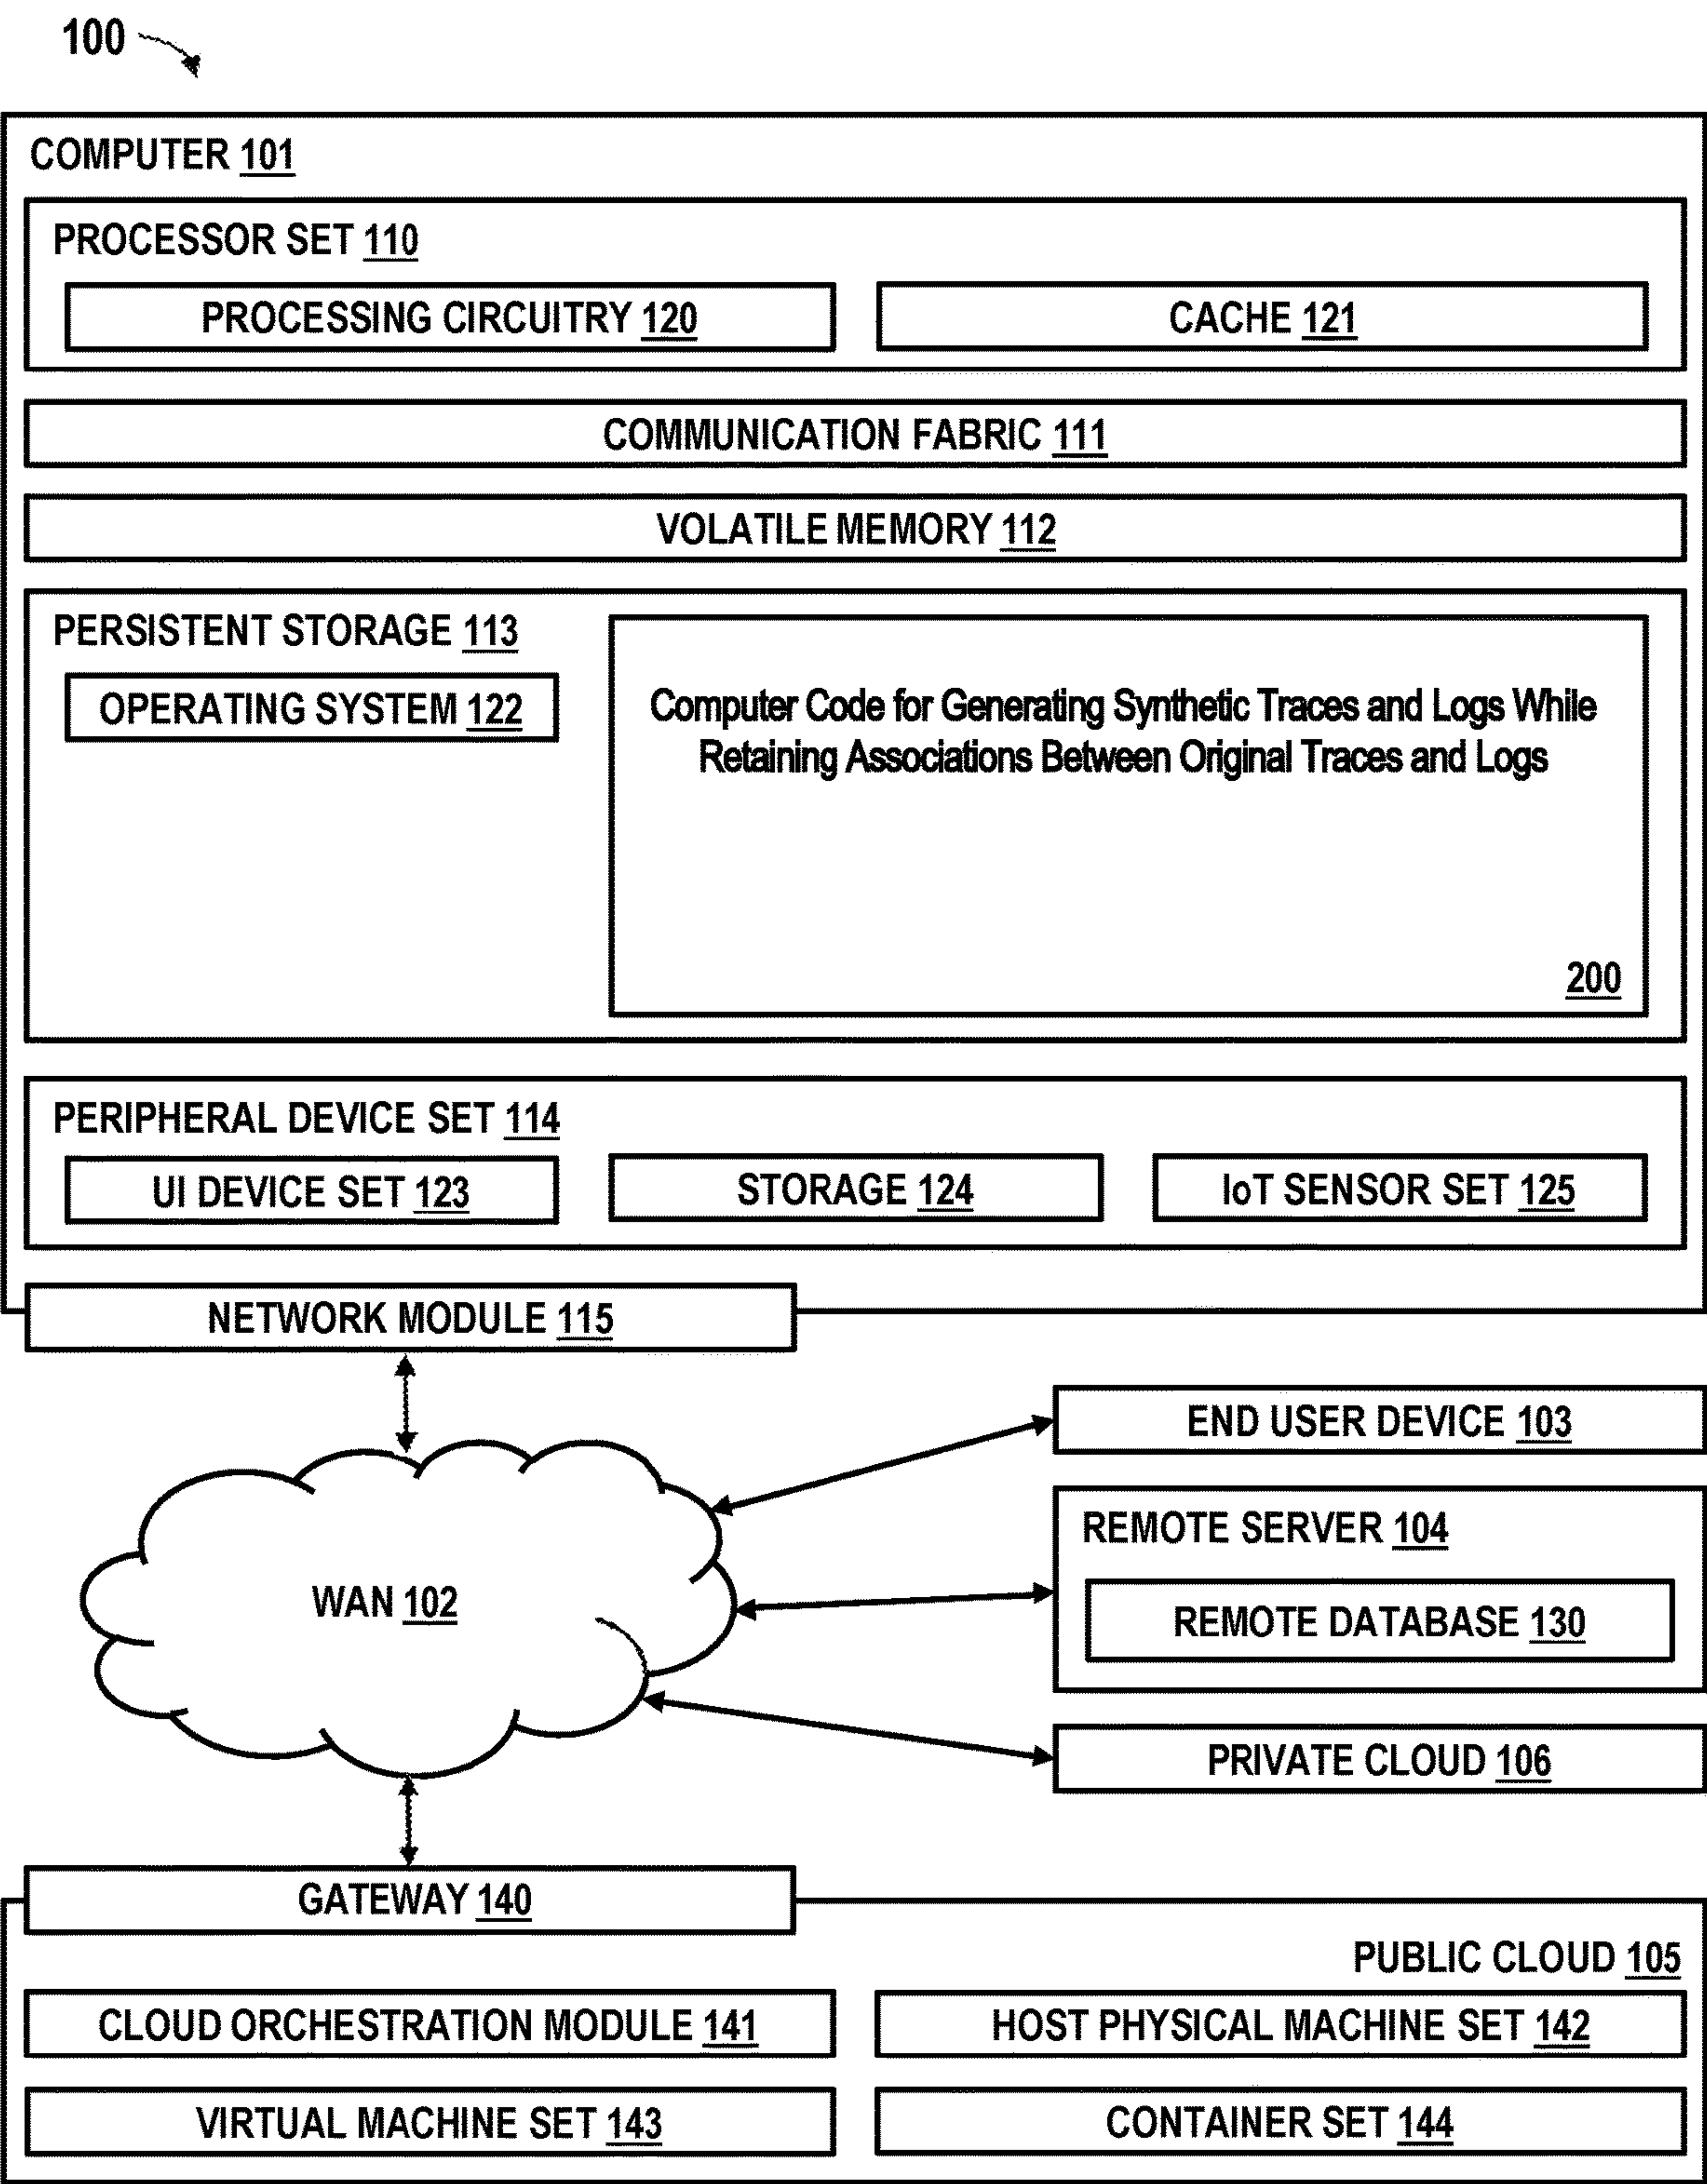 100
COMPUTER 101
PROCESSOR SET 110
PROCESSING CIRCUITRY 120
CACHE 121
COMMUNICATION FABRIC 111
VOLATILE MEMORY 112
PERSISTENT STORAGE 113
OPERATING SYSTEM 122
Computer Code for Generating Synthetic Traces and Logs While
Retaining Associations Between Original Traces and Logs
200
PERIPHERAL DEVICE SET 114
UI DEVICE SET 123
STORAGE 124
IoT SENSOR SET 125
NETWORK MODULE 115
END USER DEVICE 103
REMOTE SERVER 104
WAN 102
REMOTE DATABASE 130
PRIVATE CLOUD 106
GATEWAY 140
PUBLIC CLOUD 105
CLOUD ORCHESTRATION MODULE 141
HOST PHYSICAL MACHINE SET 142
VIRTUAL MACHINE SET 143
CONTAINER SET 144